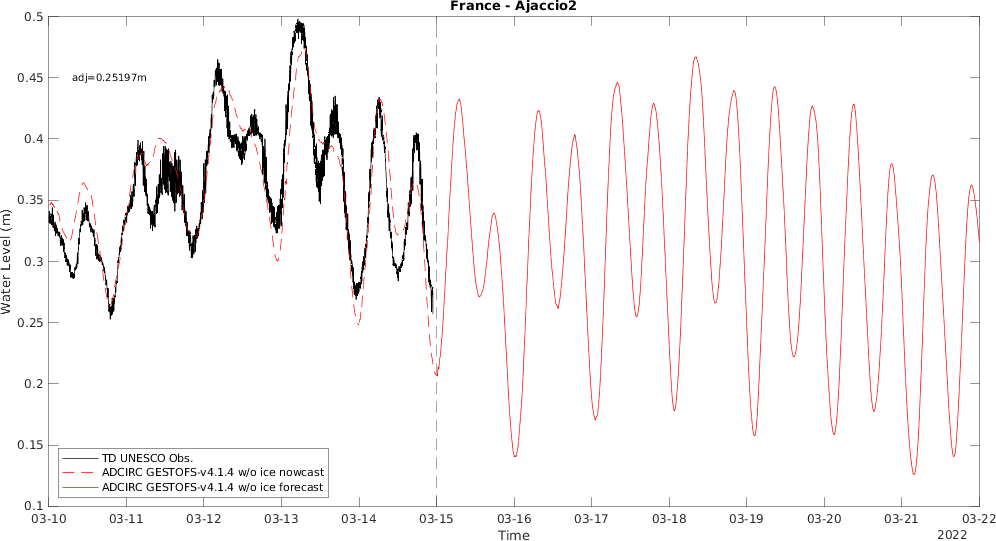 France - Ajaccio2
0.5
0.45
0.4
0.35
0.3
0.25
0.2
0.15
0.1
Water Level (m)
adj=0.25197m
TD UNESCO Obs.
ADCIRC GESTOFS-v4.1.4 w/o ice nowcast
ADCIRC GESTOFS-v4.1.4 w/o ice forecast
03-10 03-11 03-12 03-13 03-14 03-15 03-16 03-17 03-18 03-19 03-20 03-21 03-22
Time
2022